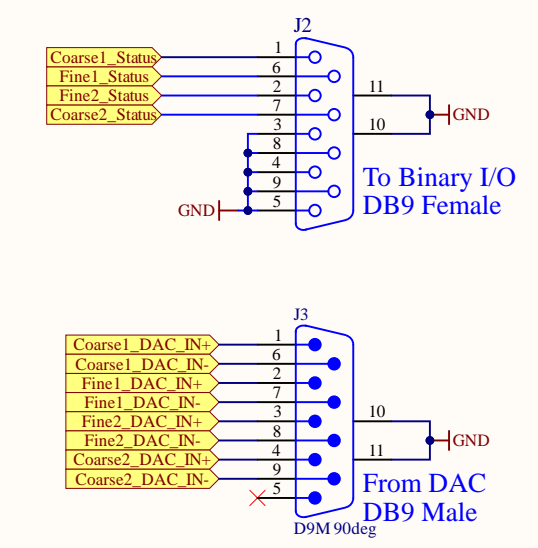 J2
Coarse1_Status 1
Fine1_Status 6
Fine2_Status 2 11
Coarse2_Status 7 GND
3 10
8
4 To Binary I/O
9 DB9 Female
GND 5
J3
Coarse1_DAC_IN+ 1
Coarse1_DAC_IN- 6
Fine1_DAC_IN+ 2
Fine1_DAC_IN- 7
Fine2_DAC_IN+ 3 10
Fine2_DAC_IN- 8 GND
Coarse2_DAC_IN+ 4 11
Coarse2_DAC_IN- 9 From DAC
5 DB9 Male
D9M 90deg